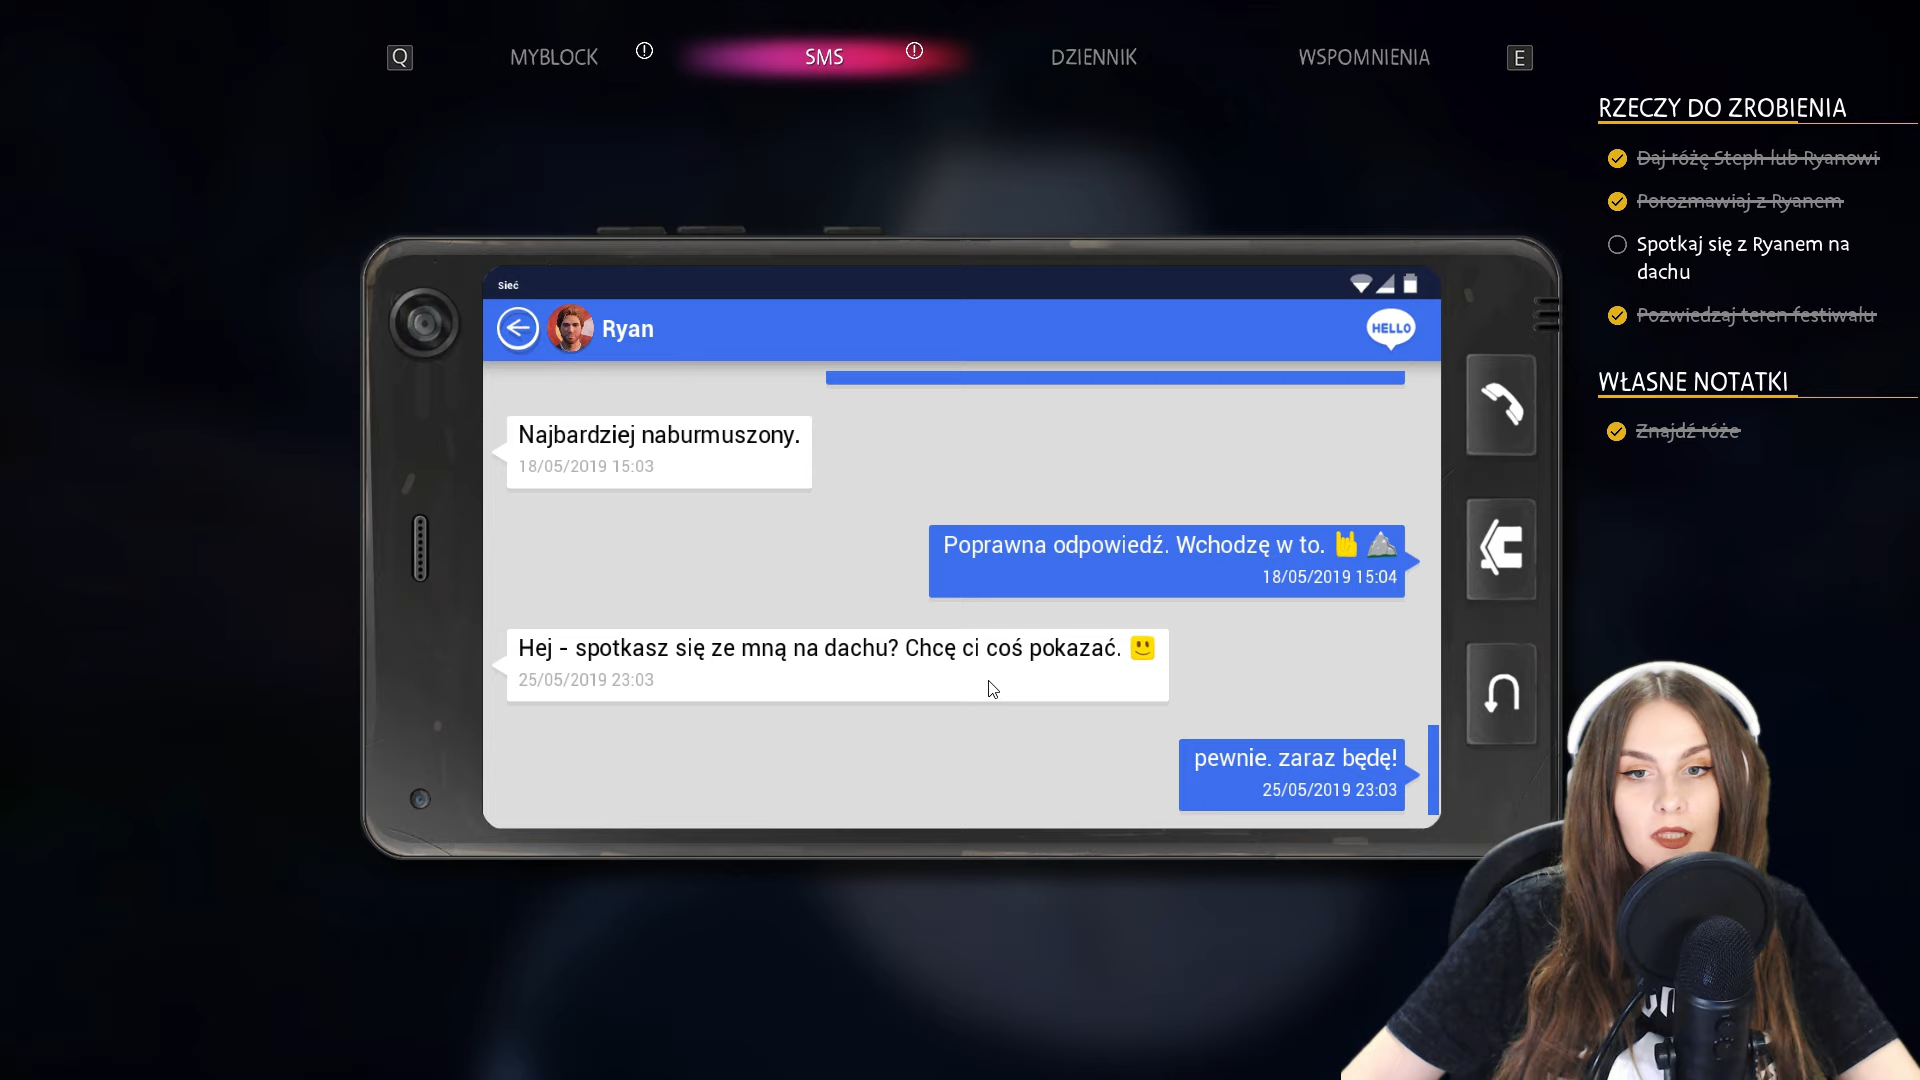 Q
MYBLOCK
SMS
DZIENNIK
WSPOMNIENIA
E
RZECZY DO ZROBIENIA
Daj różę Steph lub Ryanowi
Porozmawiaj z Ryanem
Spotkaj się z Ryanem na
dachu
Pozwiedzaj teren festiwalu
WŁASNE NOTATKI
Znajdź róże
Sieć
Ryan
HELLO
Najbardziej naburmuszony.
18/05/2019 15:03
Poprawna odpowiedź. Wchodzę w to. 🤘 ⛰️
18/05/2019 15:04
Hej - spotkasz się ze mną na dachu? Chcę ci coś pokazać. 🙂
25/05/2019 23:03
pewnie. zaraz będę!
25/05/2019 23:03